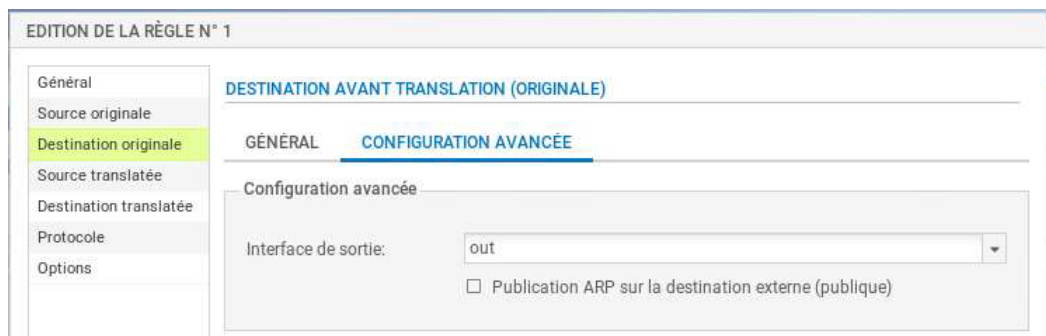 EDITION DE LA RÈGLE N° 1
Général
Source originale
Destination originale
Source translatée
Destination translatée
Protocole
Options
DESTINATION AVANT TRANSLATION (ORIGINALE)
GÉNÉRAL CONFIGURATION AVANCÉE
Configuration avancée
Interface de sortie: out
Publication ARP sur la destination externe (publique)